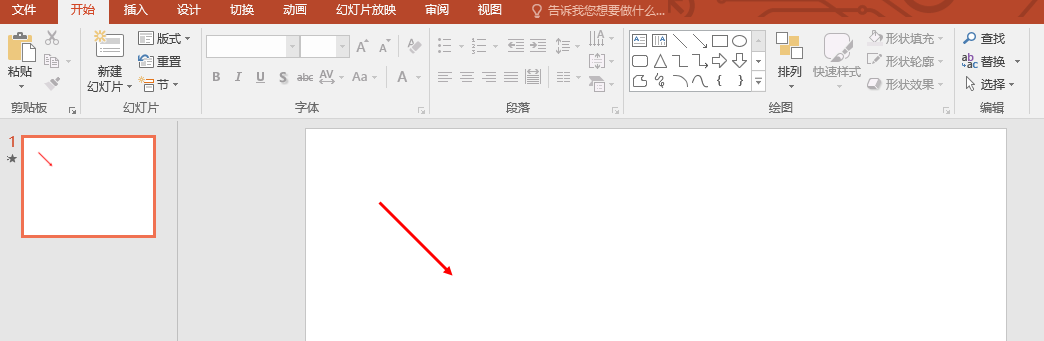 文件 开始 插入 设计 切换 动画 幻灯片放映 审阅 视图 告诉我您想要做什么...
粘贴
新建
幻灯片
版式
重置
节
B I U S abc AV Aa A
A A
排列
快速样式
形状填充
形状轮廓
形状效果
查找
替换
选择
剪贴板 幻灯片 字体 段落 绘图 编辑
1